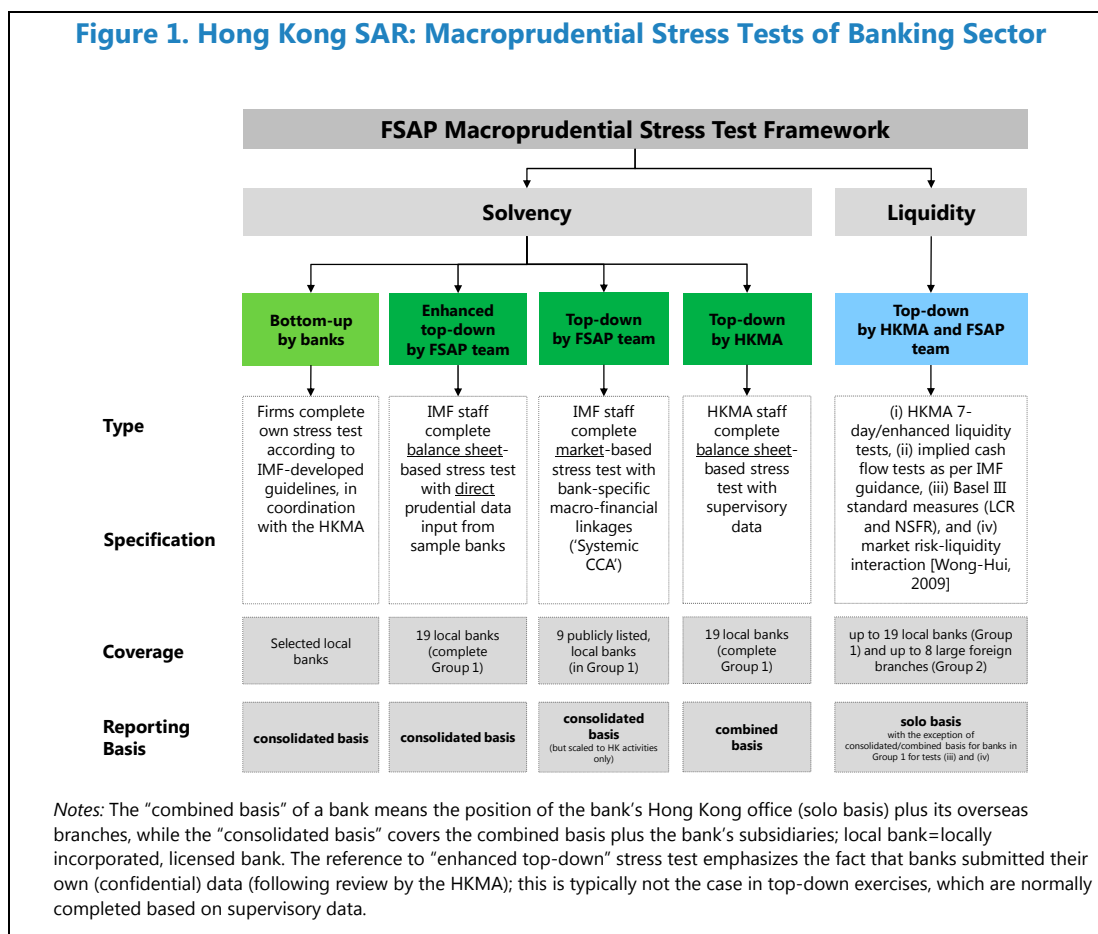 Figure 1. Hong Kong SAR: Macroprudential Stress Tests of Banking Sector
FSAP Macroprudential Stress Test Framework
Solvency
Liquidity
Bottom-up
by banks
Enhanced
top-down
by FSAP team
Top-down
by FSAP team
Top-down
by HKMA
Top-down
by HKMA and FSAP
team
Type
Specification
Firms complete
own stress test
according to
IMF-developed
guidelines, in
coordination
with the HKMA
IMF staff
complete
balance sheet-
based stress test
with direct
prudential data
input from
sample banks
IMF staff
complete
market-based
stress test with
bank-specific
macro-financial
linkages
('Systemic
CCA')
HKMA staff
complete
balance sheet-
based stress
test with
supervisory
data
(i) HKMA 7-
day/enhanced liquidity
tests, (ii) implied cash
flow tests as per IMF
guidance, (iii) Basel III
standard measures (LCR
and NSFR), and (iv)
market risk-liquidity
interaction [Wong-Hui,
2009]
Coverage
Selected local
banks
19 local banks
(complete
Group 1)
9 publicly listed,
local banks
(in Group 1)
19 local banks
(complete
Group 1)
up to 19 local banks (Group
1) and up to 8 large foreign
branches (Group 2)
Reporting
Basis
consolidated basis
consolidated basis
consolidated
basis
(but scaled to HK activities
only)
combined
basis
solo basis
with the exception of
consolidated/combined basis for banks in
Group 1 for tests (iii) and (iv)
Notes: The “combined basis” of a bank means the position of the bank’s Hong Kong office (solo basis) plus its overseas
branches, while the “consolidated basis” covers the combined basis plus the bank’s subsidiaries; local bank=locally
incorporated, licensed bank. The reference to “enhanced top-down” stress test emphasizes the fact that banks submitted their
own (confidential) data (following review by the HKMA); this is typically not the case in top-down exercises, which are normally
completed based on supervisory data.